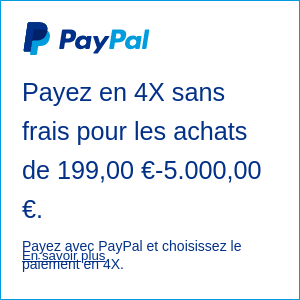 PayPal
Payez en 4X sans
frais pour les achats
de 199,00 €-5.000,00
€.
Payez avec PayPal et choisissez le
En savoir plus
paiement en 4X.